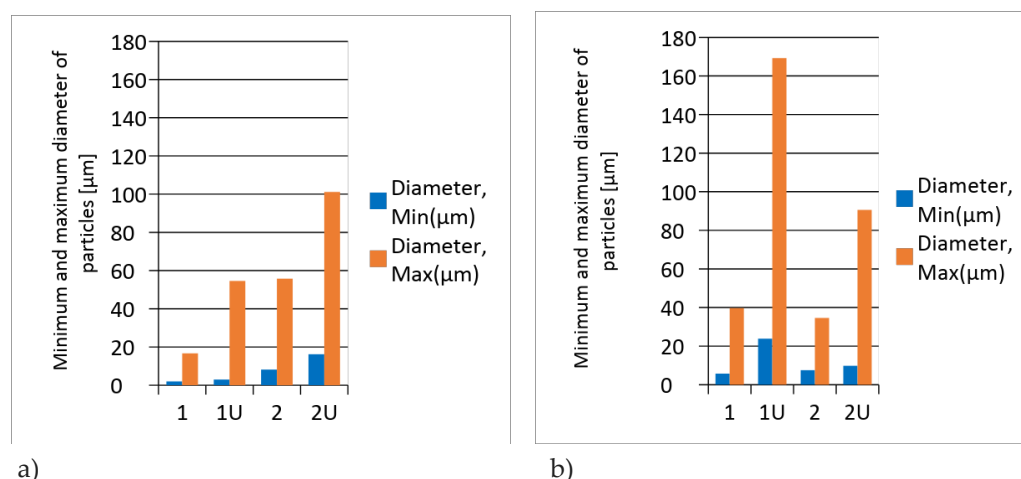 Minimum and maximum diameter of
particles [µm]
180
160
140
120
100
80
60
40
20
0
1 1U 2 2U
Diameter,
Min(µm)
Diameter,
Max(µm)
a)
Minimum and maximum diameter of
particles [µm]
180
160
140
120
100
80
60
40
20
0
1 1U 2 2U
Diameter,
Min(µm)
Diameter,
Max(µm)
b)